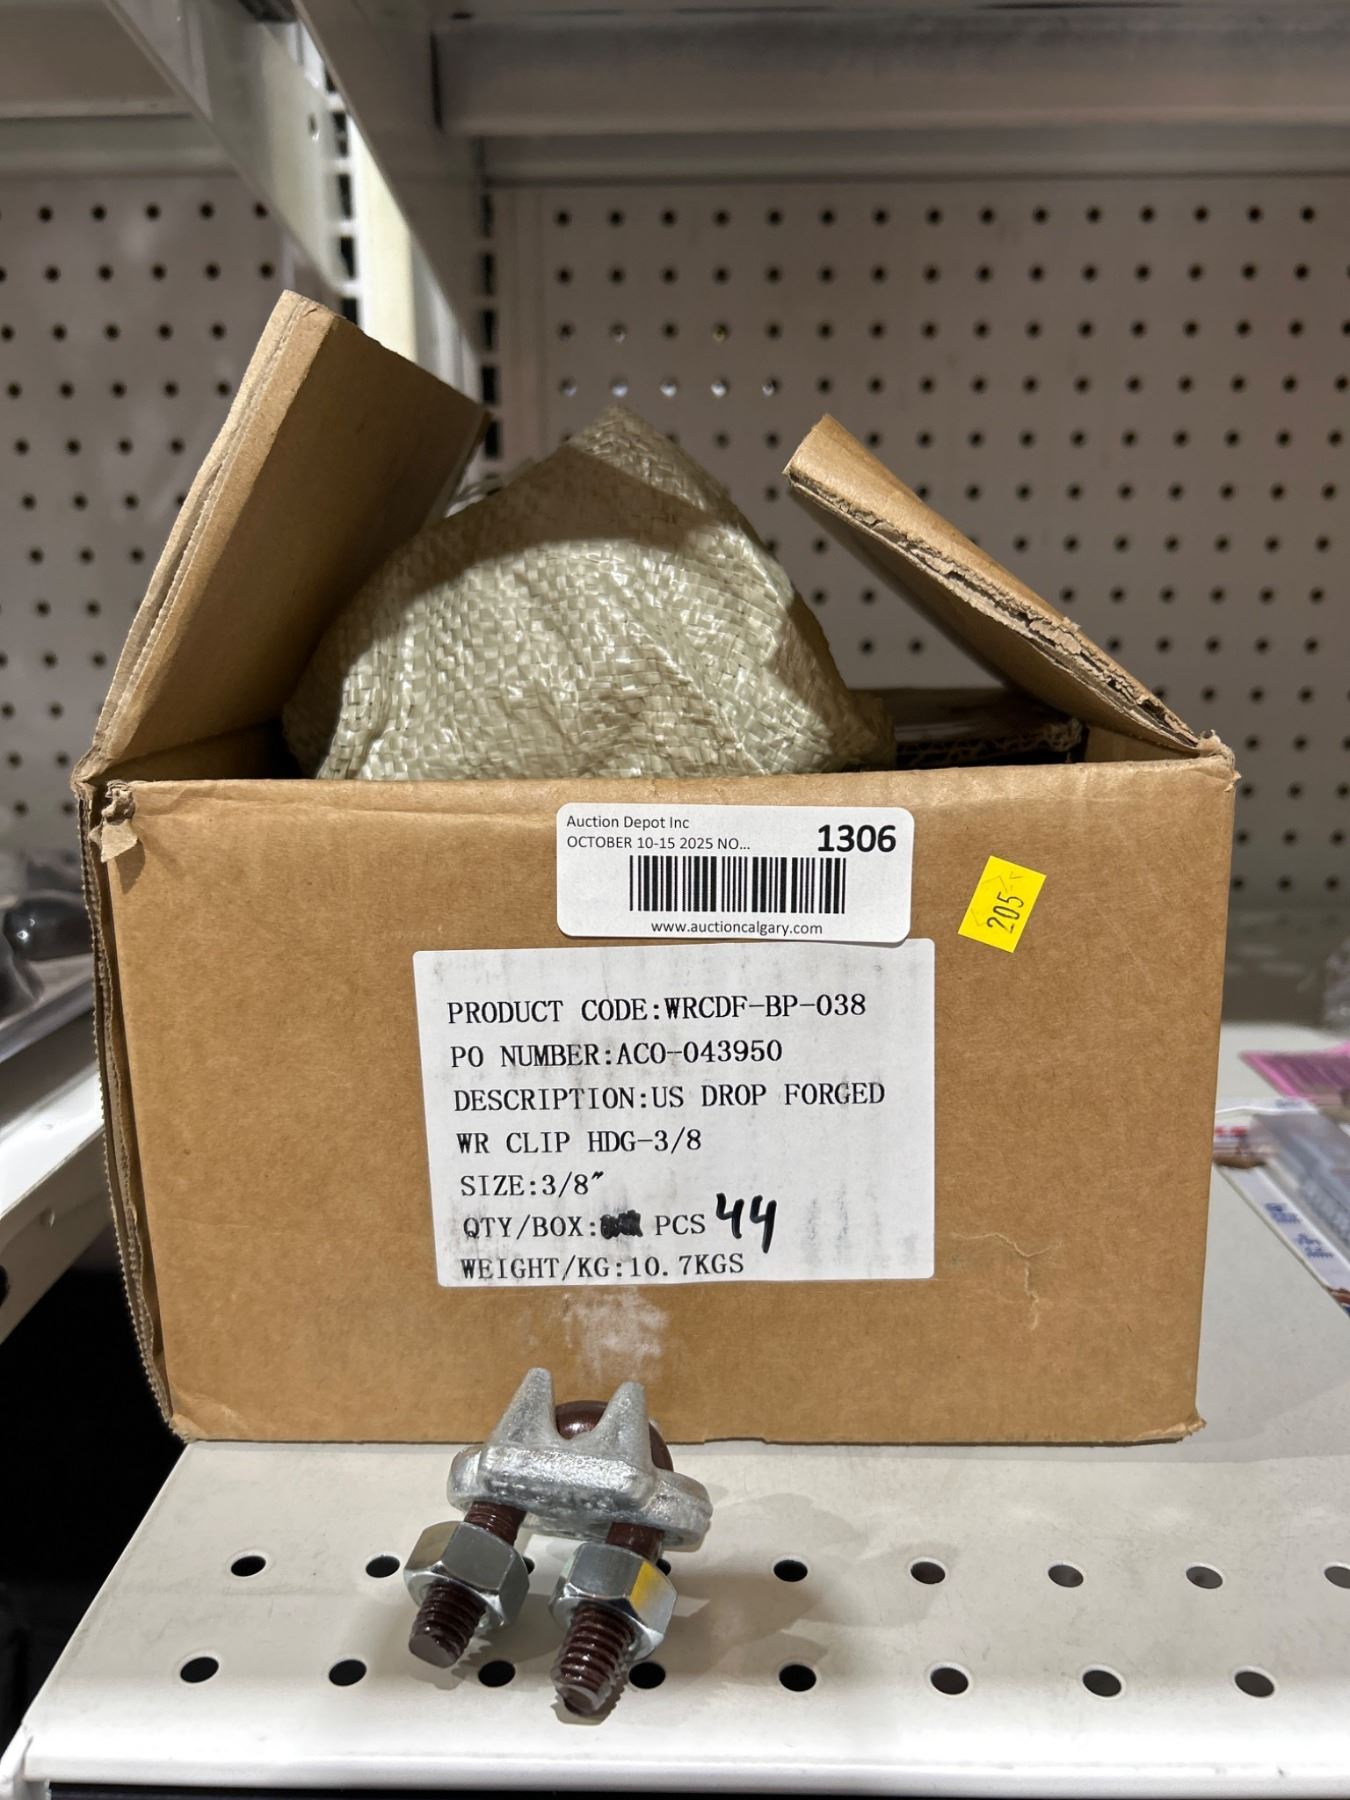 Auction Depot Inc
OCTOBER 10-15 2025 NO...
1306
www.auctioncalgary.com
205
PRODUCT CODE:WRCDF-BP-038
PO NUMBER:ACO-043950
DESCRIPTION:US DROP FORGED
WR CLIP HDG-3/8
SIZE:3/8"
QTY/BOX: PCS 44
WEIGHT/KG:10.7KGS